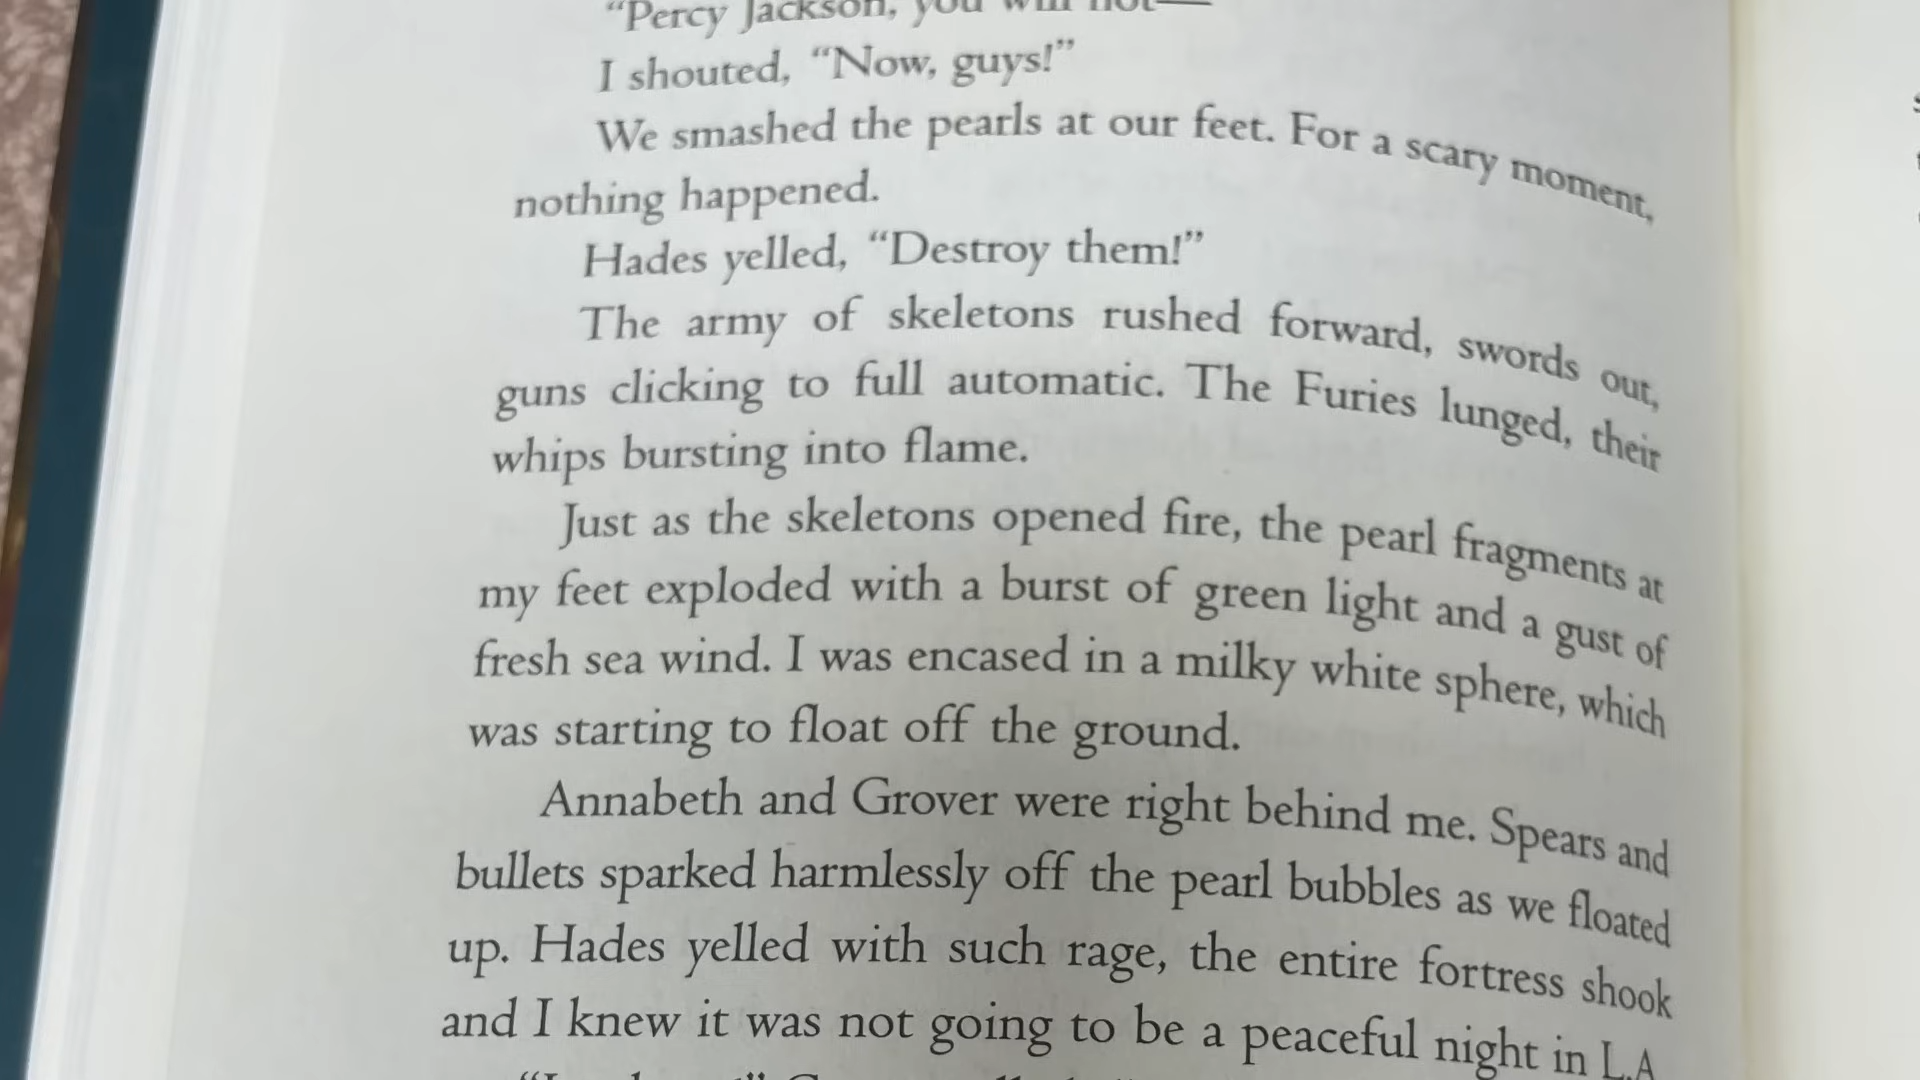 "Percy Jackson, you will not—
I shouted, "Now, guys!"
We smashed the pearls at our feet. For a scary moment,
nothing happened.
Hades yelled, "Destroy them!"
The army of skeletons rushed forward, swords out,
guns clicking to full automatic. The Furies lunged, their
whips bursting into flame.
Just as the skeletons opened fire, the pearl fragments at
my feet exploded with a burst of green light and a gust of
fresh sea wind. I was encased in a milky white sphere, which
was starting to float off the ground.
Annabeth and Grover were right behind me. Spears and
bullets sparked harmlessly off the pearl bubbles as we floated
up. Hades yelled with such rage, the entire fortress shook
and I knew it was not going to be a peaceful night in L.A.